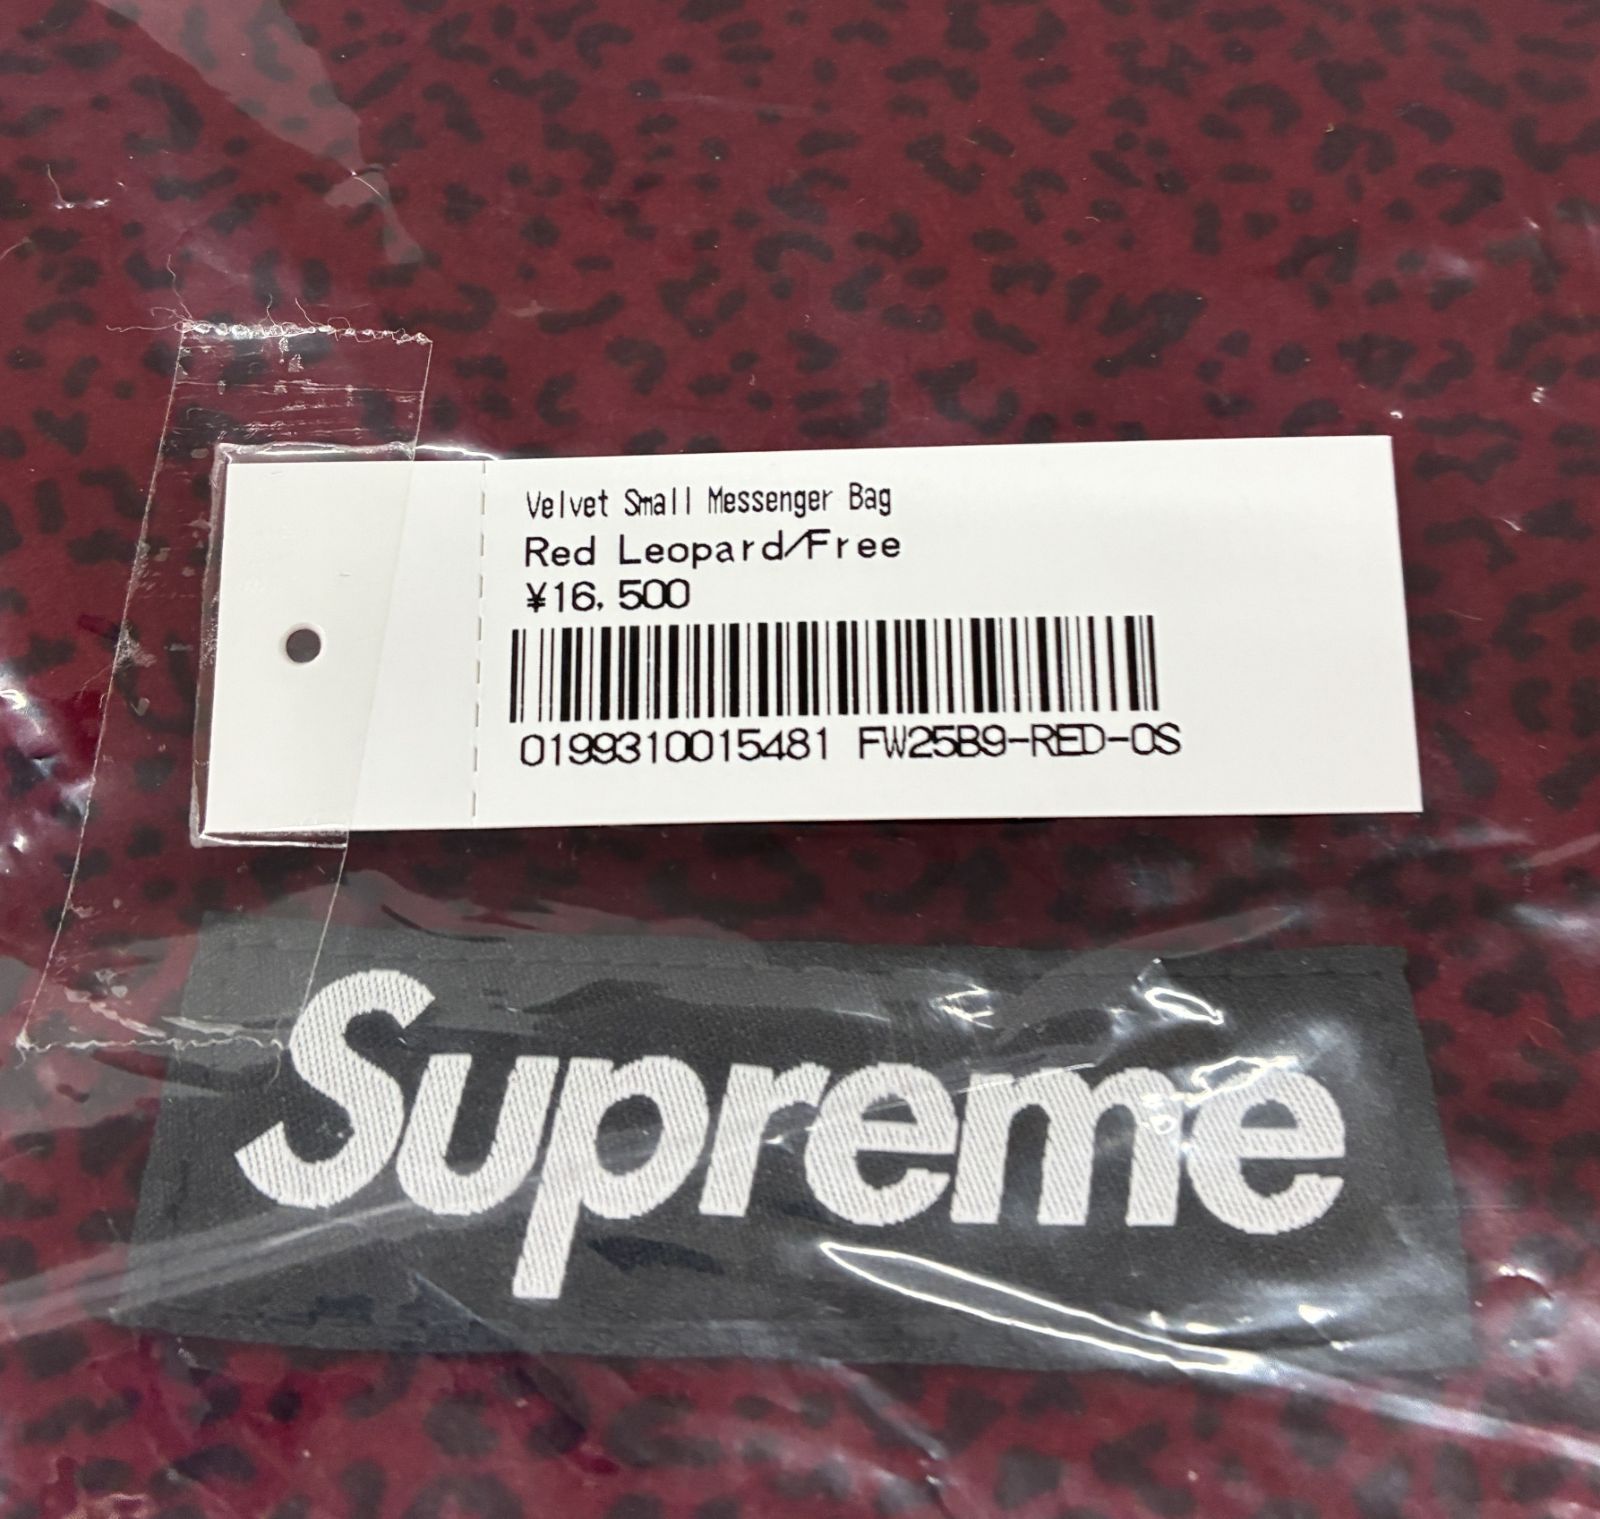 Velvet Small Messenger Bag
Red Leopard/Free
¥16,500
0199310015481 FW25B9-RED-OS
Supreme